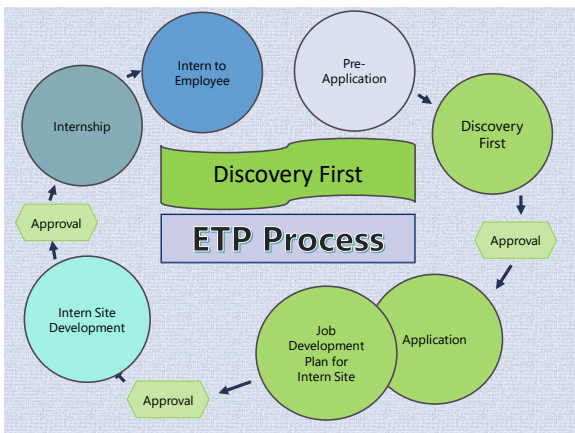 Intern to
Employee
Pre-
Application
Internship
Discovery
First
Discovery First
Approval
Approval
ETP Process
Intern Site
Development
Job
Development
Plan for
Intern Site
Application
Approval